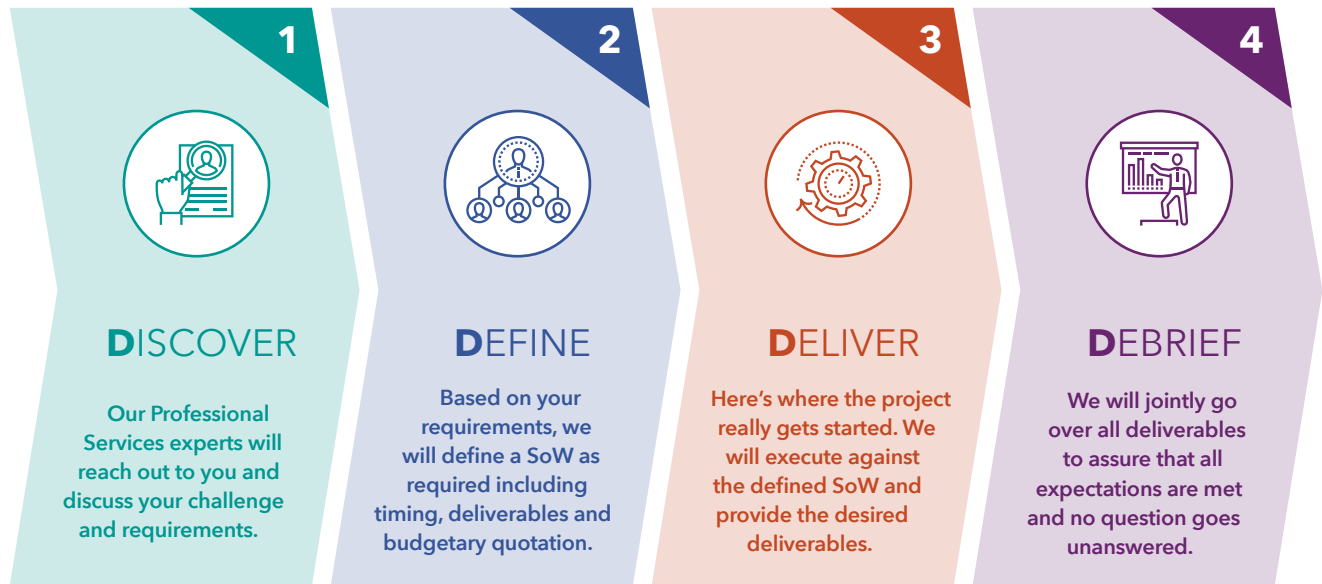 1
DISCOVER
Our Professional
Services experts will
reach out to you and
discuss your challenge
and requirements.
2
DEFINE
Based on your
requirements, we
will define a SoW as
required including
timing, deliverables and
budgetary quotation.
3
DELIVER
Here’s where the project
really gets started. We
will execute against
the defined SoW and
provide the desired
deliverables.
4
DEBRIEF
We will jointly go
over all deliverables
to assure that all
expectations are met
and no question goes
unanswered.